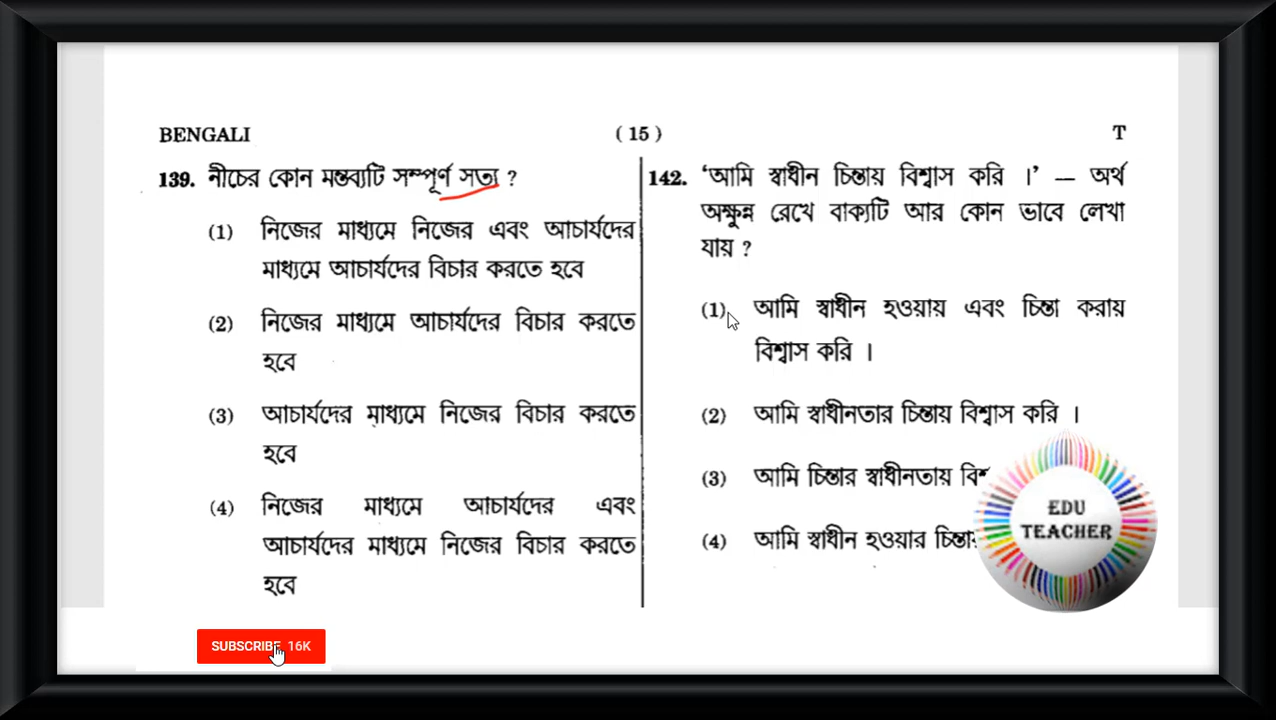 BENGALI
( 15 )
T
139. নীচের কোন মন্তব্যটি সম্পূর্ণ সত্য ?
(1) নিজের মাধ্যমে নিজের এবং আচার্যদের
মাধ্যমে আচার্যদের বিচার করতে হবে
(2) নিজের মাধ্যমে আচার্যদের বিচার করতে
হবে
(3) আচার্যদের মাধ্যমে নিজের বিচার করতে
হবে
(4) নিজের মাধ্যমে আচার্যদের এবং
আচার্যদের মাধ্যমে নিজের বিচার করতে
হবে
142. ‘আমি স্বাধীন চিন্তায় বিশ্বাস করি ।’ — অর্থ
অক্ষুন্ন রেখে বাক্যটি আর কোন ভাবে লেখা
যায় ?
(1) আমি স্বাধীন হওয়ায় এবং চিন্তা করায়
বিশ্বাস করি ।
(2) আমি স্বাধীনতার চিন্তায় বিশ্বাস করি ।
(3) আমি চিন্তার স্বাধীনতায়
(4) আমি স্বাধীন হওয়ার
EDU
TEACHER
SUBSCRIBE 16K